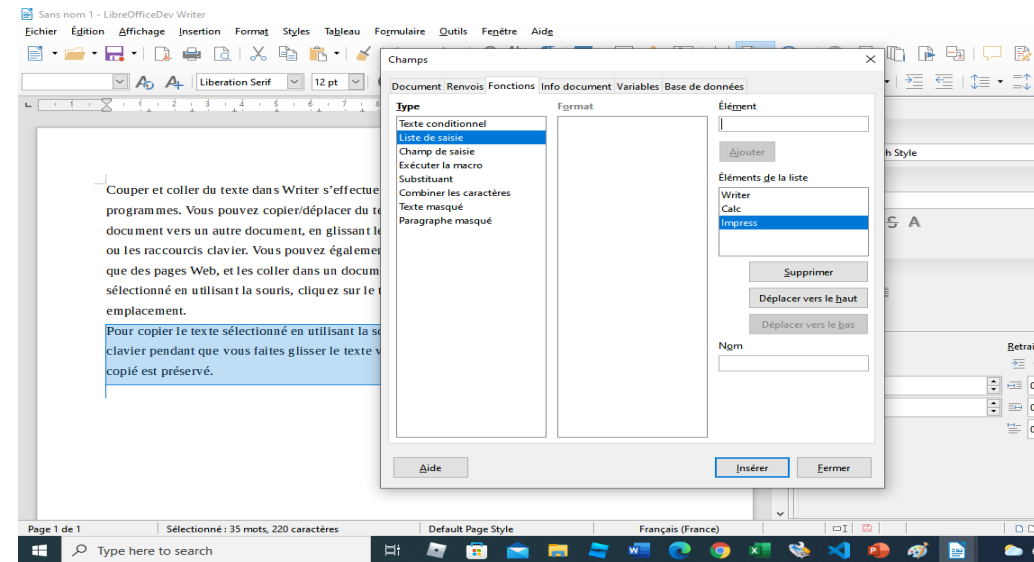 Sans nom 1 - LibreOfficeDev Writer
Fichier Édition Affichage Insertion Format Styles Tableau Formulaire Outils Fenêtre Aide
Liberation Serif 12 pt
Champs
Document Renvois Fonctions Info document Variables Base de données
Type Format Élément
Texte conditionnel
Liste de saisie
Champ de saisie
Exécuter la macro
Substituant
Combiner les caractères
Texte masqué
Paragraphe masqué
Ajouter
Éléments de la liste
Writer
Calc
Impress
Supprimer
Déplacer vers le haut
Déplacer vers le bas
Nom
Aide Insérer Fermer
h Style
Retrai
Couper et coller du texte dans Writer s'effectue
programmes. Vous pouvez copier/déplacer du te
document vers un autre document, en glissant le
ou les raccourcis clavier. Vous pouvez égalemen
que des pages Web, et les coller dans un docum
sélectionné en utilisant la souris, cliquez sur le t
emplacement.
Pour copier le texte sélectionné en utilisant la so
clavier pendant que vous faites glisser le texte v
copié est préservé.
Page 1 de 1 Sélectionné : 35 mots, 220 caractères Default Page Style Français (France)
Type here to search